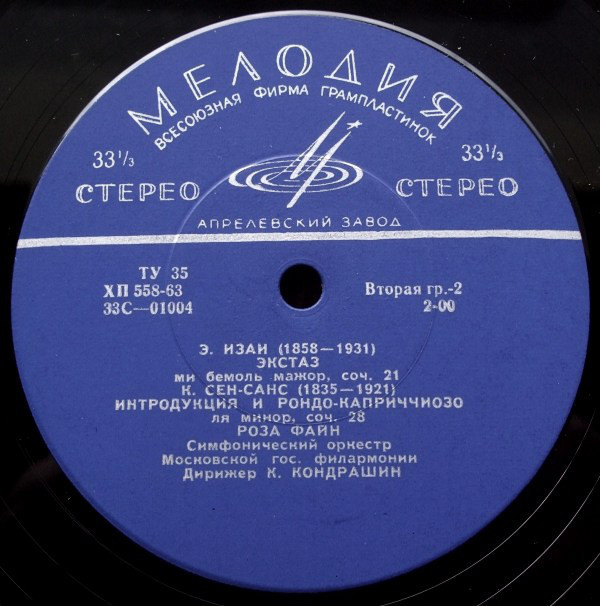 МЕЛОДИЯ
ВСЕСОЮЗНАЯ ФИРМА ГРАМПЛАСТИНОК
33⅓ 33⅓
СТЕРЕО СТЕРЕО
АПРЕЛЕВСКИЙ ЗАВОД
ТУ 35
ХП 558-63 Вторая гр.-2
33С—01004 2-00
Э. ИЗАИ (1858—1931)
ЭКСТАЗ
ми бемоль мажор, соч. 21
К. СЕН-САНС (1835—1921)
ИНТРОДУКЦИЯ И РОНДО-КАПРИЧЧИОЗО
ля минор, соч. 28
РОЗА ФАЙН
Симфонический оркестр
Московской гос. филармонии
Дирижер К. КОНДРАШИН